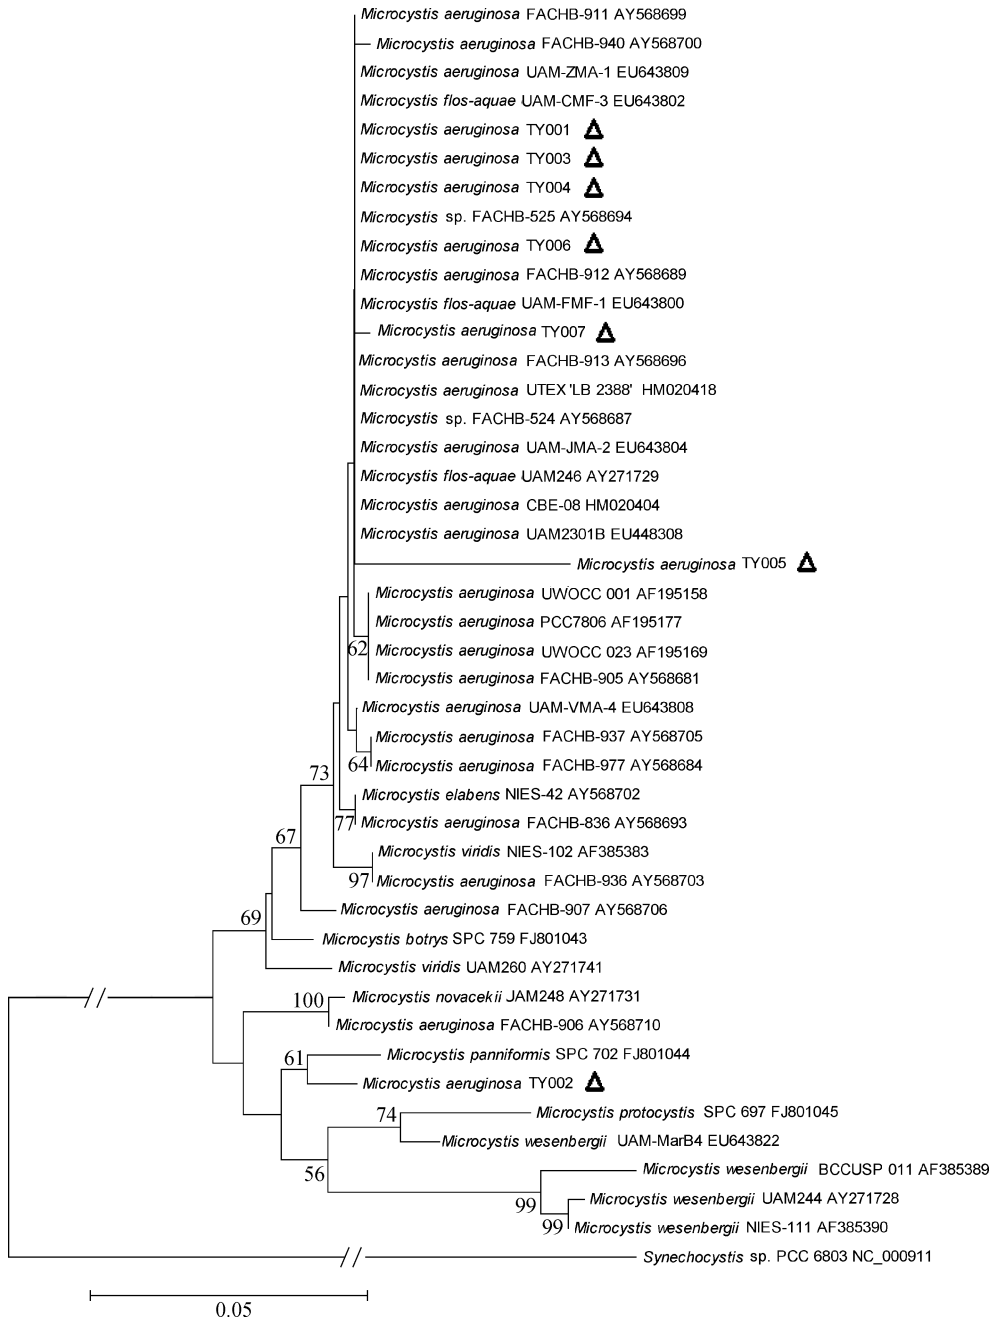 Microcystis aeruginosa FACHB-911 AY568699
Microcystis aeruginosa FACHB-940 AY568700
Microcystis aeruginosa UAM-ZMA-1 EU643809
Microcystis flos-aquae UAM-CMF-3 EU643802
Microcystis aeruginosa TY001
Microcystis aeruginosa TY003
Microcystis aeruginosa TY004
Microcystis sp. FACHB-525 AY568694
Microcystis aeruginosa TY006
Microcystis aeruginosa FACHB-912 AY568689
Microcystis flos-aquae UAM-FMF-1 EU643800
Microcystis aeruginosa TY007
Microcystis aeruginosa FACHB-913 AY568696
Microcystis aeruginosa UTEX 'LB 2388' HM020418
Microcystis sp. FACHB-524 AY568687
Microcystis aeruginosa UAM-JMA-2 EU643804
Microcystis flos-aquae UAM246 AY271729
Microcystis aeruginosa CBE-08 HM020404
Microcystis aeruginosa UAM2301B EU448308
Microcystis aeruginosa TY005
Microcystis aeruginosa UWOCC 001 AF195158
Microcystis aeruginosa PCC7806 AF195177
62
Microcystis aeruginosa UWOCC 023 AF195169
Microcystis aeruginosa FACHB-905 AY568681
Microcystis aeruginosa UAM-VMA-4 EU643808
Microcystis aeruginosa FACHB-937 AY568705
64
Microcystis aeruginosa FACHB-977 AY568684
73
Microcystis elabens NIES-42 AY568702
77
Microcystis aeruginosa FACHB-836 AY568693
67
Microcystis viridis NIES-102 AF385383
97
Microcystis aeruginosa FACHB-936 AY568703
Microcystis aeruginosa FACHB-907 AY568706
69
Microcystis botrys SPC 759 FJ801043
Microcystis viridis UAM260 AY271741
100
Microcystis novacekii JAM248 AY271731
Microcystis aeruginosa FACHB-906 AY568710
61
Microcystis panniformis SPC 702 FJ801044
Microcystis aeruginosa TY002
74
Microcystis protocystis SPC 697 FJ801045
Microcystis wesenbergii UAM-MarB4 EU643822
56
Microcystis wesenbergii BCCUSP 011 AF385389
99
Microcystis wesenbergii UAM244 AY271728
99
Microcystis wesenbergii NIES-111 AF385390
Synechocystis sp. PCC 6803 NC_000911
0.05